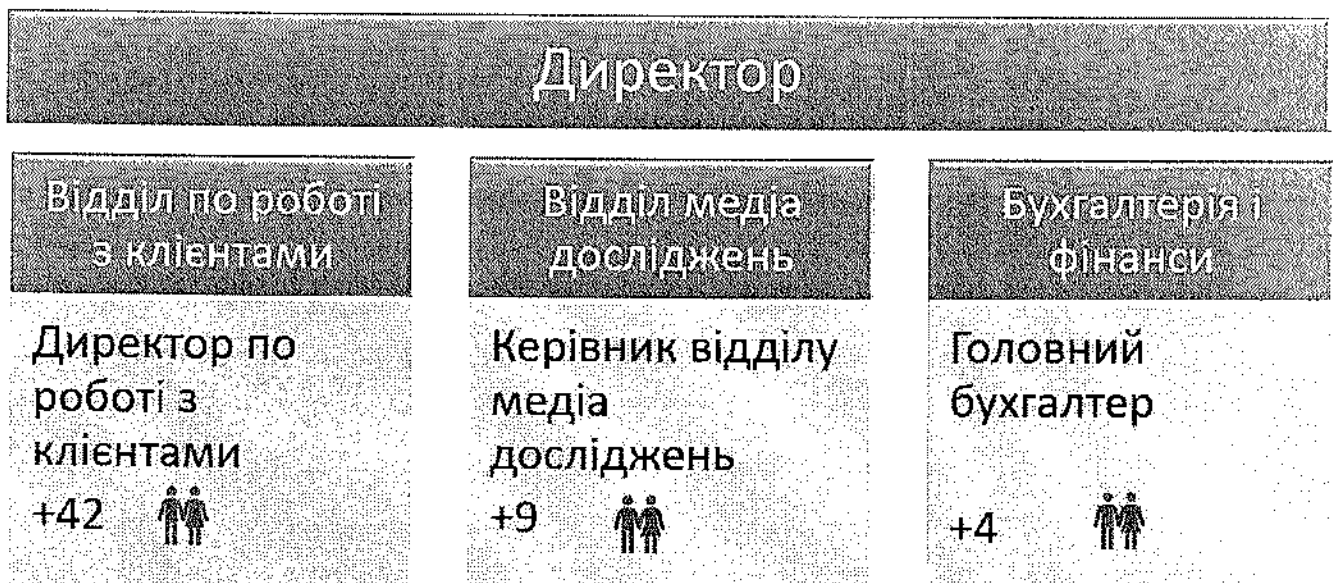 Директор
Відділ по роботі
з клієнтами
Директор по
роботі з
клієнтами
+42
Відділ медіа
досліджень
Керівник відділу
медіа
досліджень
+9
Бухгалтерія і
фінанси
Головний
бухгалтер
+4